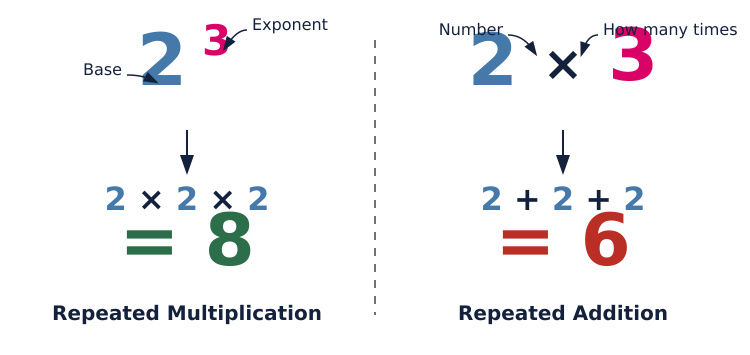 Exponent
2 3
Base
2 × 2 × 2
= 8
Repeated Multiplication
Number
How many times
2 × 3
2 + 2 + 2
= 6
Repeated Addition